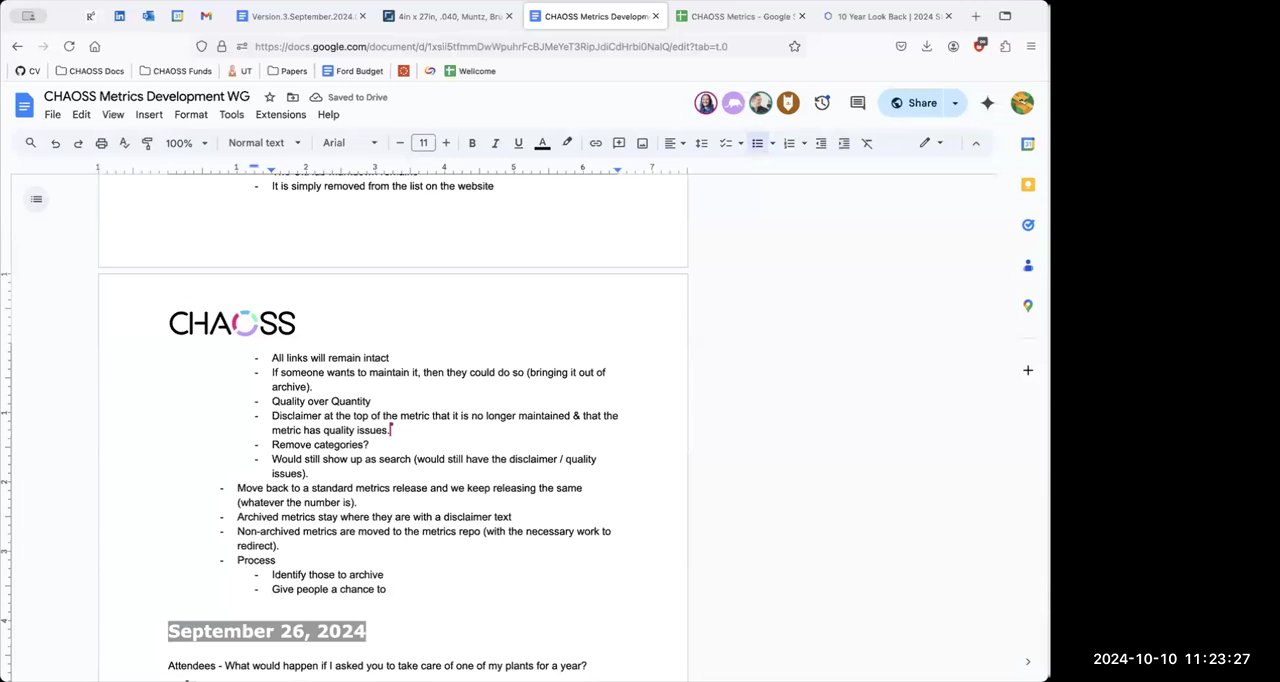 Version.3.September.2024.
4in x 27in, .040, Muntz, Bru
CHAOSS Metrics Developm
CHAOSS Metrics - Google S
10 Year Look Back | 2024 S
https://docs.google.com/document/d/1xsii5tfmmDwWpuhrFcBJMeYeT3RipJdiCdHrbi0NalQ/edit?tab=t.0
CV
CHAOSS Docs
CHAOSS Funds
UT
Papers
Ford Budget
Welcome
CHAOSS Metrics Development WG
Saved to Drive
File Edit View Insert Format Tools Extensions Help
Share
100% Normal text Arial 11
1 1 2 3 4 5 6 7
- It is simply removed from the list on the website
CHAOSS
- All links will remain intact
- If someone wants to maintain it, then they could do so (bringing it out of
archive).
- Quality over Quantity
- Disclaimer at the top of the metric that it is no longer maintained & that the
metric has quality issues.
- Remove categories?
- Would still show up as search (would still have the disclaimer / quality
issues).
- Move back to a standard metrics release and we keep releasing the same
(whatever the number is).
- Archived metrics stay where they are with a disclaimer text
- Non-archived metrics are moved to the metrics repo (with the necessary work to
redirect).
- Process
- Identify those to archive
- Give people a chance to
September 26, 2024
Attendees - What would happen if I asked you to take care of one of my plants for a year?
2024-10-10 11:23:27